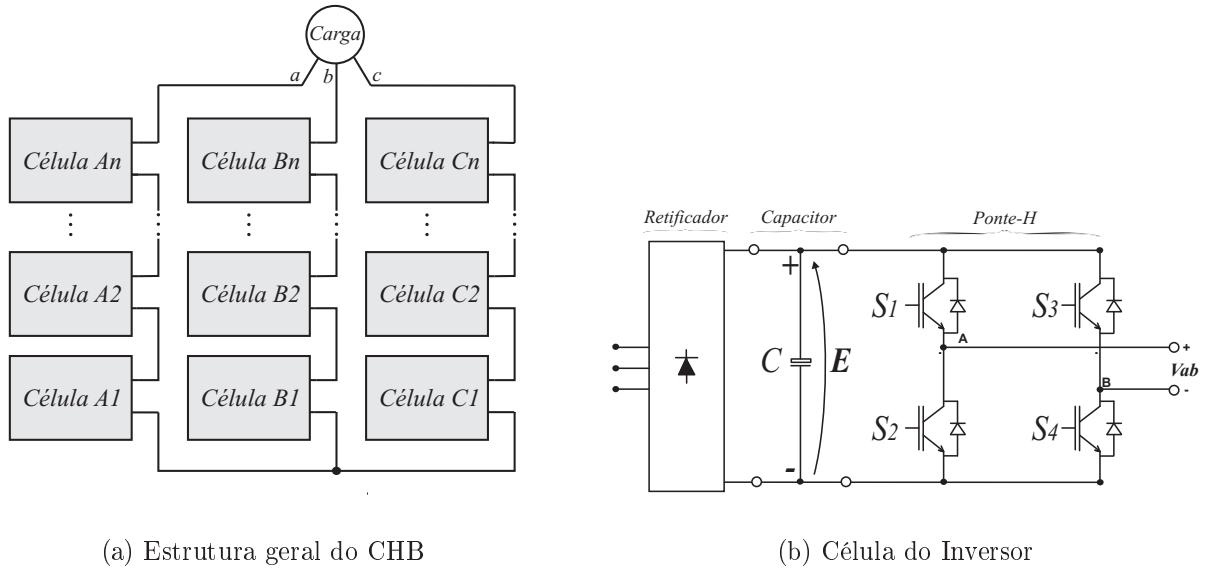 Carga
a b c
Célula An Célula Bn Célula Cn
Célula A2 Célula B2 Célula C2
Célula A1 Célula B1 Célula C1
(a) Estrutura geral do CHB
Retificador Capacitor Ponte-H
+
S1 S3
A
+
C E Vab
B
-
S2 S4
-
(b) Célula do Inversor